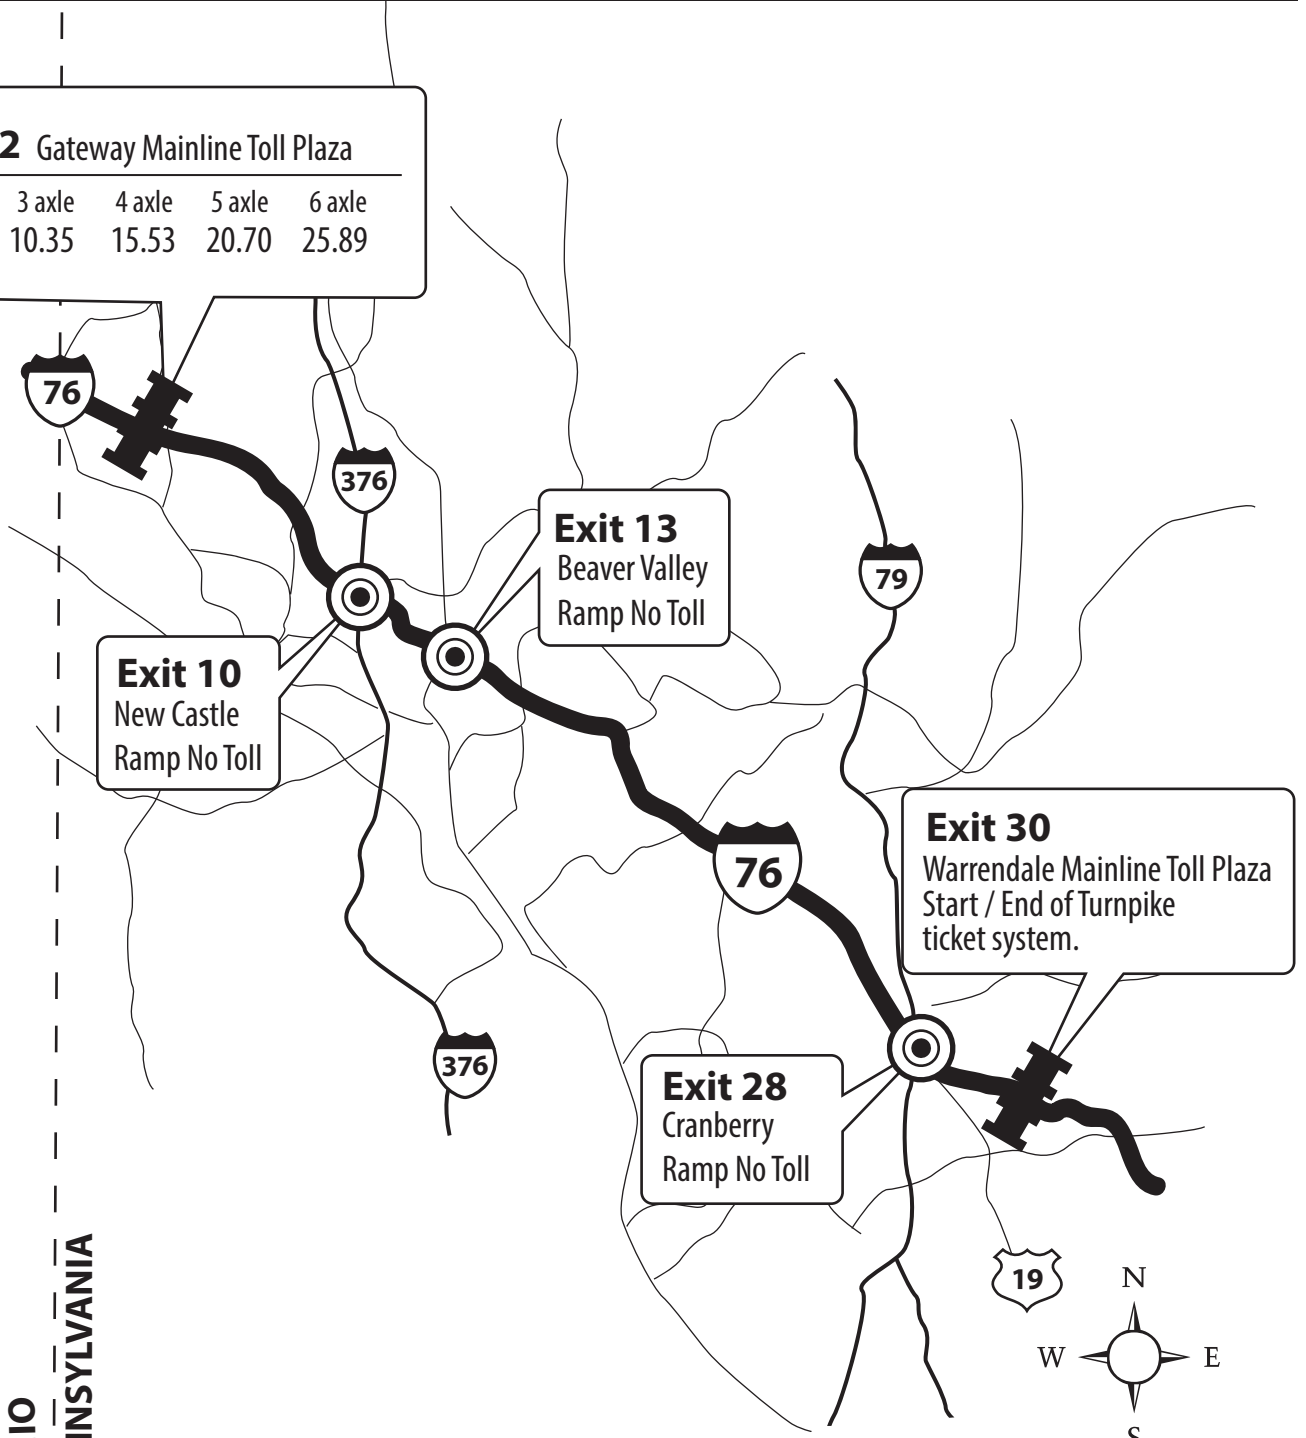 2 Gateway Mainline Toll Plaza
3 axle 4 axle 5 axle 6 axle
10.35 15.53 20.70 25.89
76
376
Exit 13
Beaver Valley
Ramp No Toll
79
Exit 10
New Castle
Ramp No Toll
76
Exit 30
Warrendale Mainline Toll Plaza
Start / End of Turnpike
ticket system.
376
Exit 28
Cranberry
Ramp No Toll
19
N
W E
S
IO
INSYLVANIA